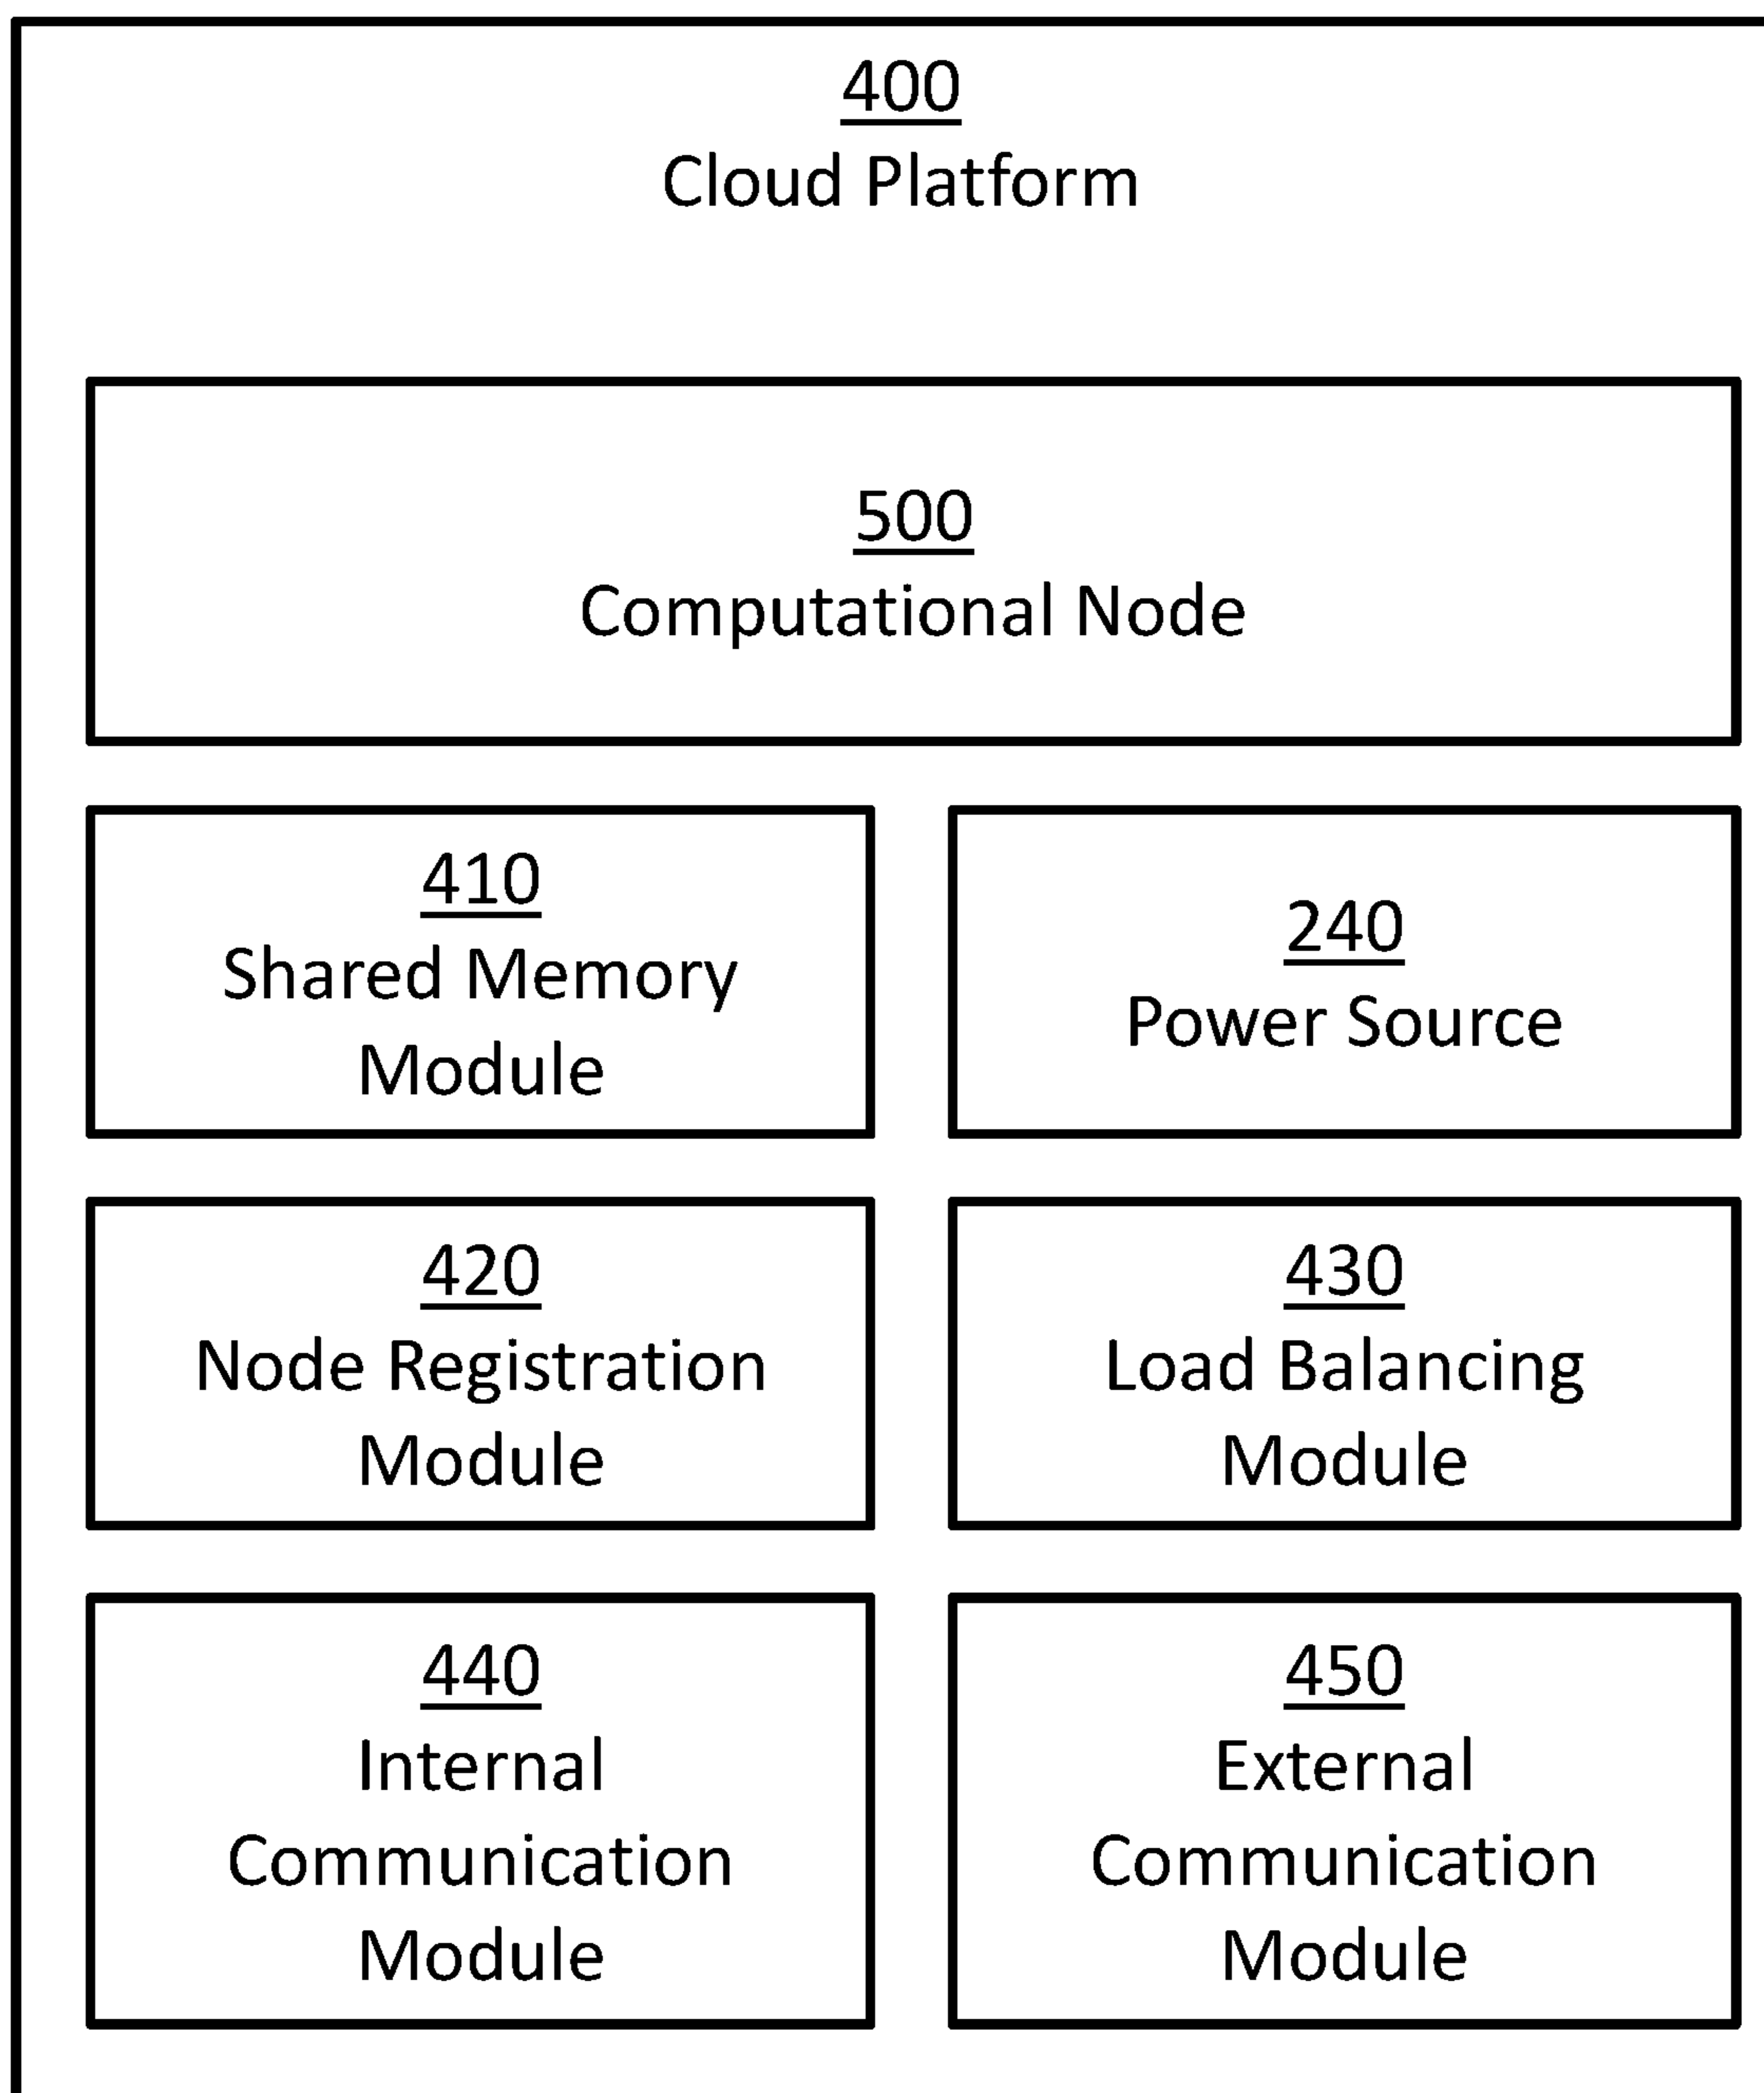 400
Cloud Platform
500
Computational Node
410
Shared Memory
Module
240
Power Source
420
Node Registration
Module
430
Load Balancing
Module
440
Internal
Communication
Module
450
External
Communication
Module